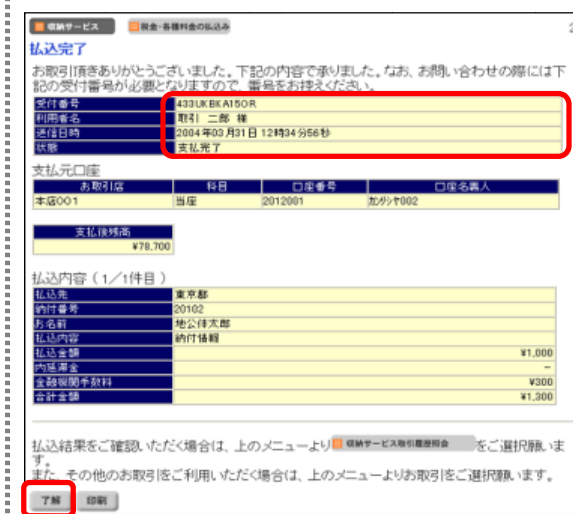 収納サービス 税金・各種料金の払込み
2
払込完了
お取引頂きありがとうございました。下記の内容で承りました。なお、お問い合わせの際には下
記の受付番号が必要となりますので、番号をお控えください。
受付番号 433UKBKA150R
利用者名 取引 二郎 様
送信日時 2004年03月31日 12時34分56秒
状態 支払完了
支払元口座
お取引店 科目 口座番号 口座名義人
本店001 当座 2012001 カ)ガシヤ002
支払後残高
¥78,700
払込内容（1／1件目）
払込先 東京都
納付番号 20102
お名前 地公体太郎
払込内容 納付情報
払込金額 ¥1,000
内延滞金 －
金融機関手数料 ¥300
合計金額 ¥1,300
払込結果をご確認いただく場合は、上のメニューより 収納サービス取引履歴照会 をご選択願いま
す。
また、その他のお取引をご利用いただく場合は、上のメニューよりお取引をご選択願います。
了解 印刷